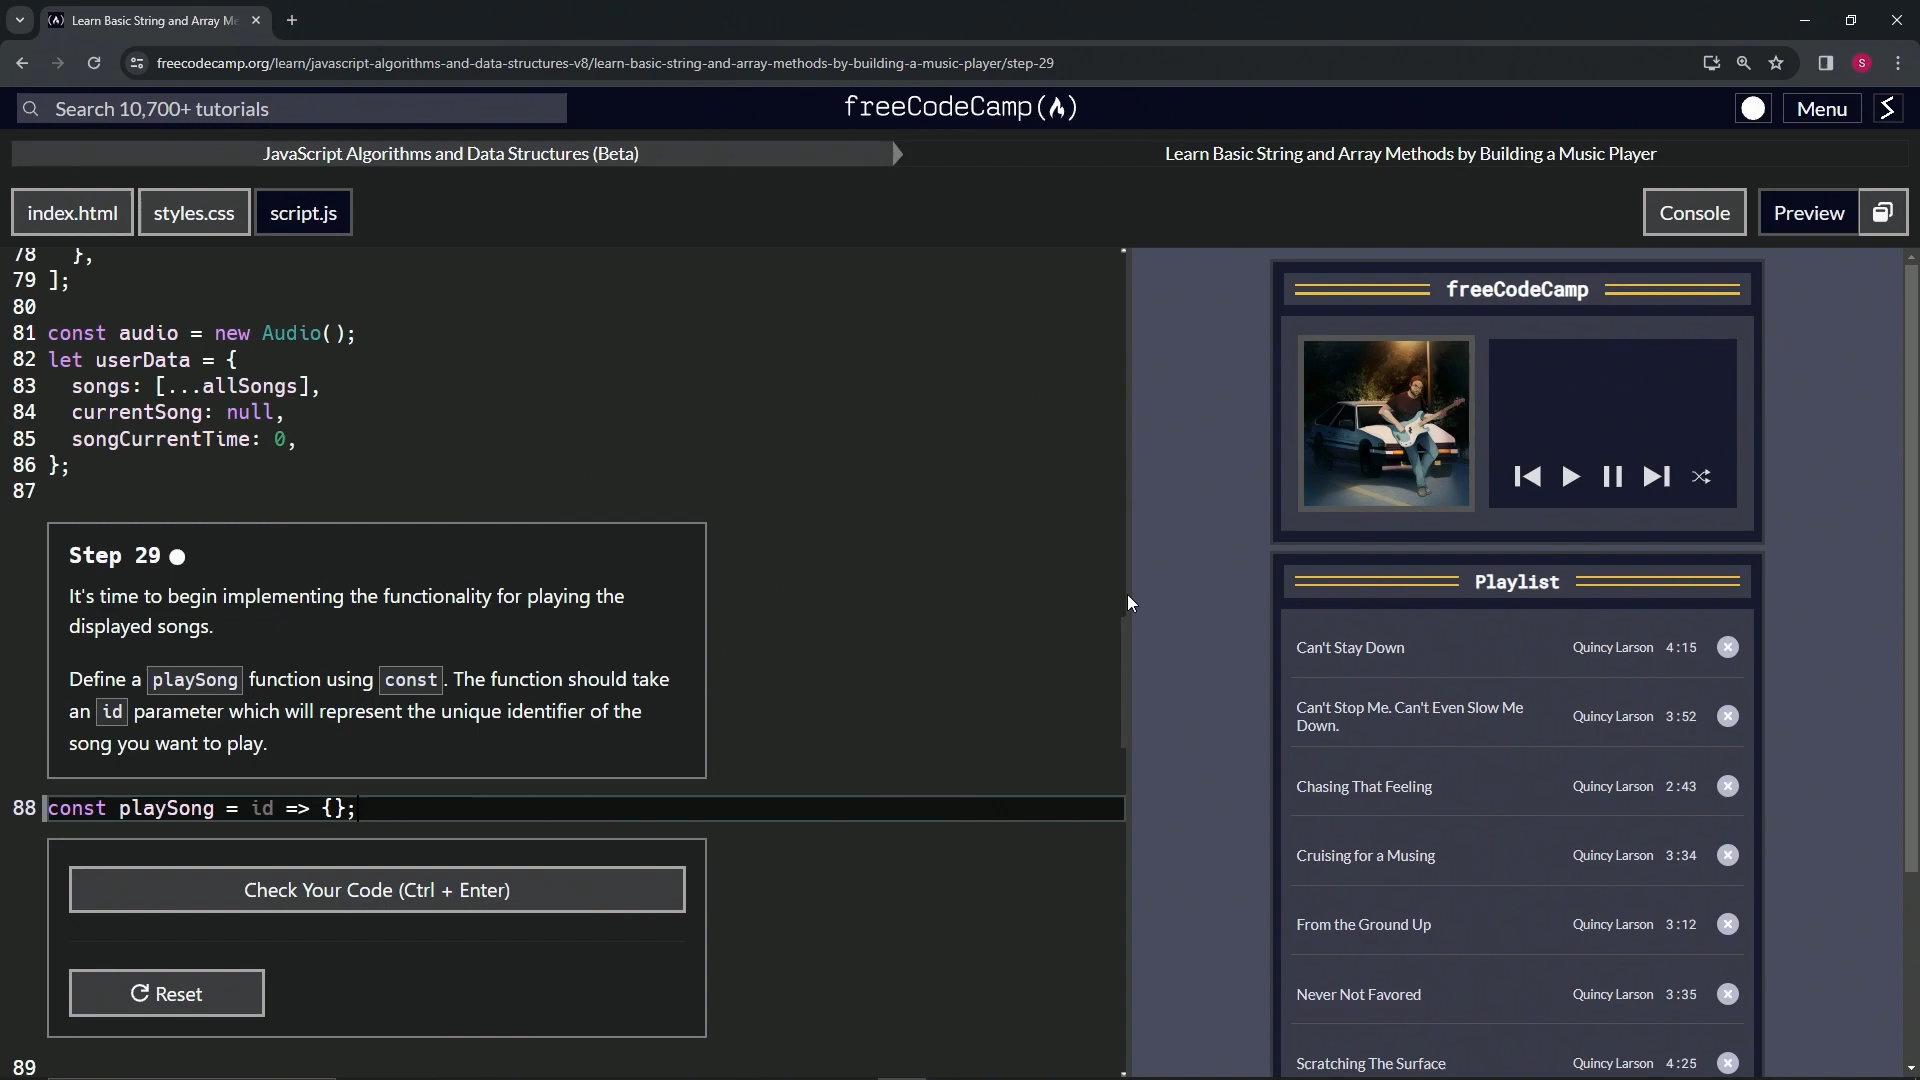 Learn Basic String and Array Me
freecodecamp.org/learn/javascript-algorithms-and-data-structures-v8/learn-basic-string-and-array-methods-by-building-a-music-player/step-29
S
Search 10,700+ tutorials
freeCodeCamp
Menu
JavaScript Algorithms and Data Structures (Beta)
Learn Basic String and Array Methods by Building a Music Player
index.html
styles.css
script.js
Console
Preview
78 },
79 ];
80
81 const audio = new Audio();
82 let userData = {
83 songs: [...allSongs],
84 currentSong: null,
85 songCurrentTime: 0,
86 };
87
Step 29
It's time to begin implementing the functionality for playing the
displayed songs.
Define a playSong function using const. The function should take
an id parameter which will represent the unique identifier of the
song you want to play.
88 const playSong = id => {};
Check Your Code (Ctrl + Enter)
Reset
89
freeCodeCamp
Playlist
Can't Stay Down Quincy Larson 4:15
Can't Stop Me. Can't Even Slow Me
Down. Quincy Larson 3:52
Chasing That Feeling Quincy Larson 2:43
Cruising for a Musing Quincy Larson 3:34
From the Ground Up Quincy Larson 3:12
Never Not Favored Quincy Larson 3:35
Scratching The Surface Quincy Larson 4:25